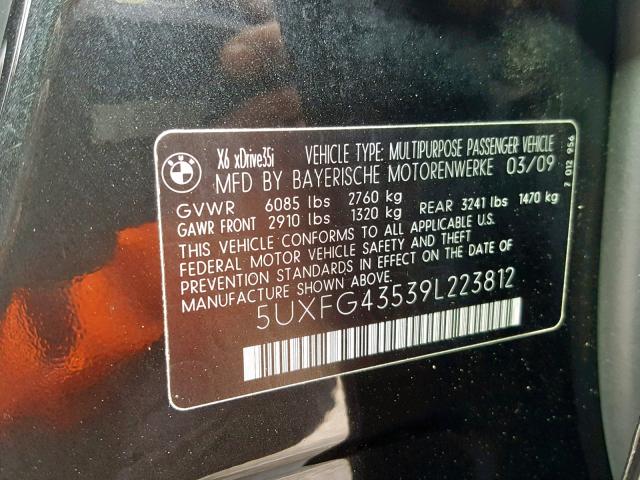 BMW
X6 xDrive35i VEHICLE TYPE: MULTIPURPOSE PASSENGER VEHICLE
MFD BY BAYERISCHE MOTORENWERKE 03/09
GVWR 6085 lbs 2760 kg
GAWR FRONT 2910 lbs 1320 kg REAR 3241 lbs 1470 kg
THIS VEHICLE CONFORMS TO ALL APPLICABLE U.S.
FEDERAL MOTOR VEHICLE SAFETY AND THEFT
PREVENTION STANDARDS IN EFFECT ON THE DATE OF
MANUFACTURE SHOWN ABOVE
5UXFG43539L223812
7 012 956